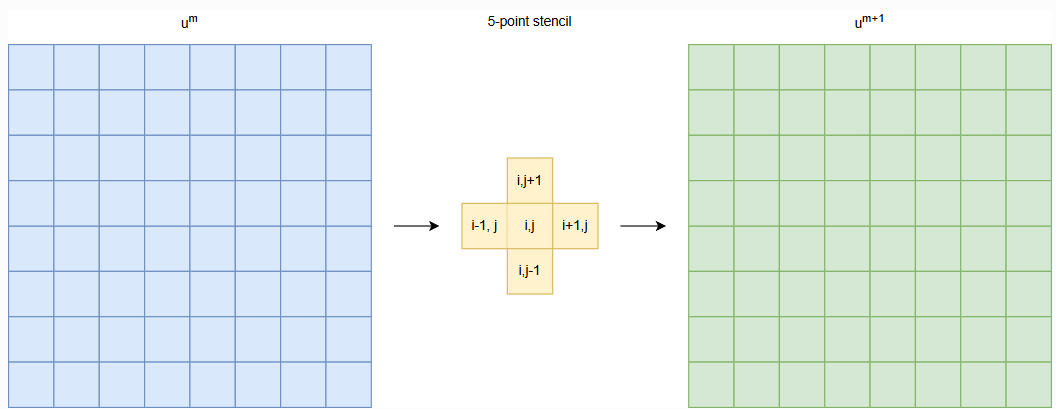 u^m 5-point stencil u^m+1
i,j+1
i-1, j i,j i+1,j
i,j-1